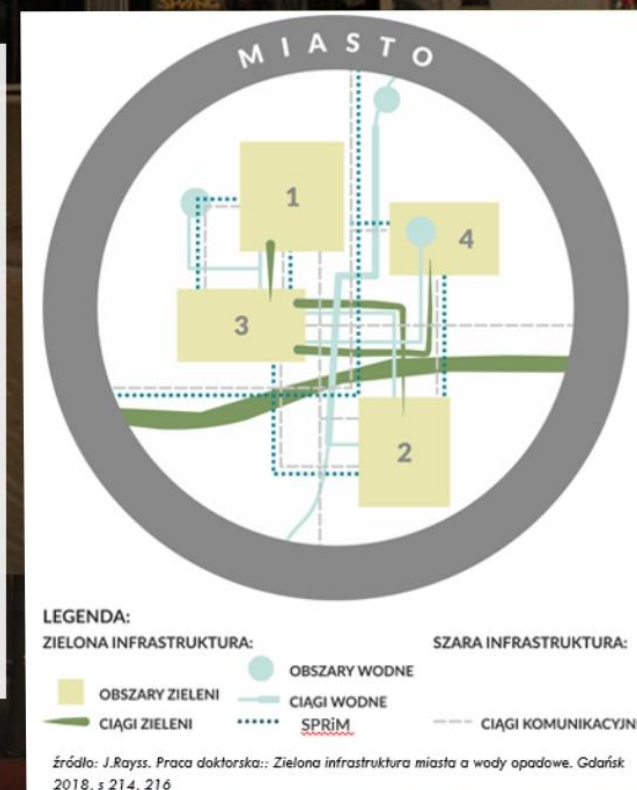 MIASTO
1
4
3
2
LEGENDA:
ZIELONA INFRASTRUKTURA:
SZARA INFRASTRUKTURA:
OBSZARY WODNE
OBSZARY ZIELENI
CIĄGI WODNE
CIĄGI ZIELENI
SPRiM
CIĄGI KOMUNIKACYJN
źródło: J.Rayss. Praca doktorska:: Zielona infrastruktura miasta a wody opadowe. Gdańsk
2018. s 214. 216